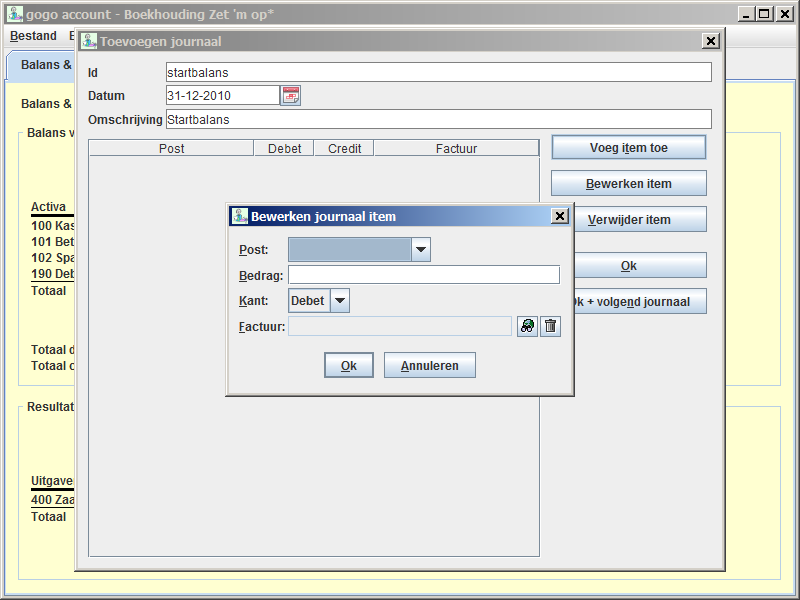 gogo account - Boekhouding Zet 'm op*
Bestand
Toevoegen journaal
Balans &
Id startbalans
Datum 31-12-2010
Omschrijving Startbalans
Balans &
Balans v
Post Debet Credit Factuur
Voeg item toe
Bewerken item
Verwijder item
Ok
Ok + volgend journaal
Bewerken journaal item
Post:
Bedrag:
Kant: Debet
Factuur:
Ok Annuleren
Activa
100 Kas
101 Bet
102 Spa
190 Deb
Totaal
Totaal d
Totaal
Resultat
Uitgave
400 Zaa
Totaal